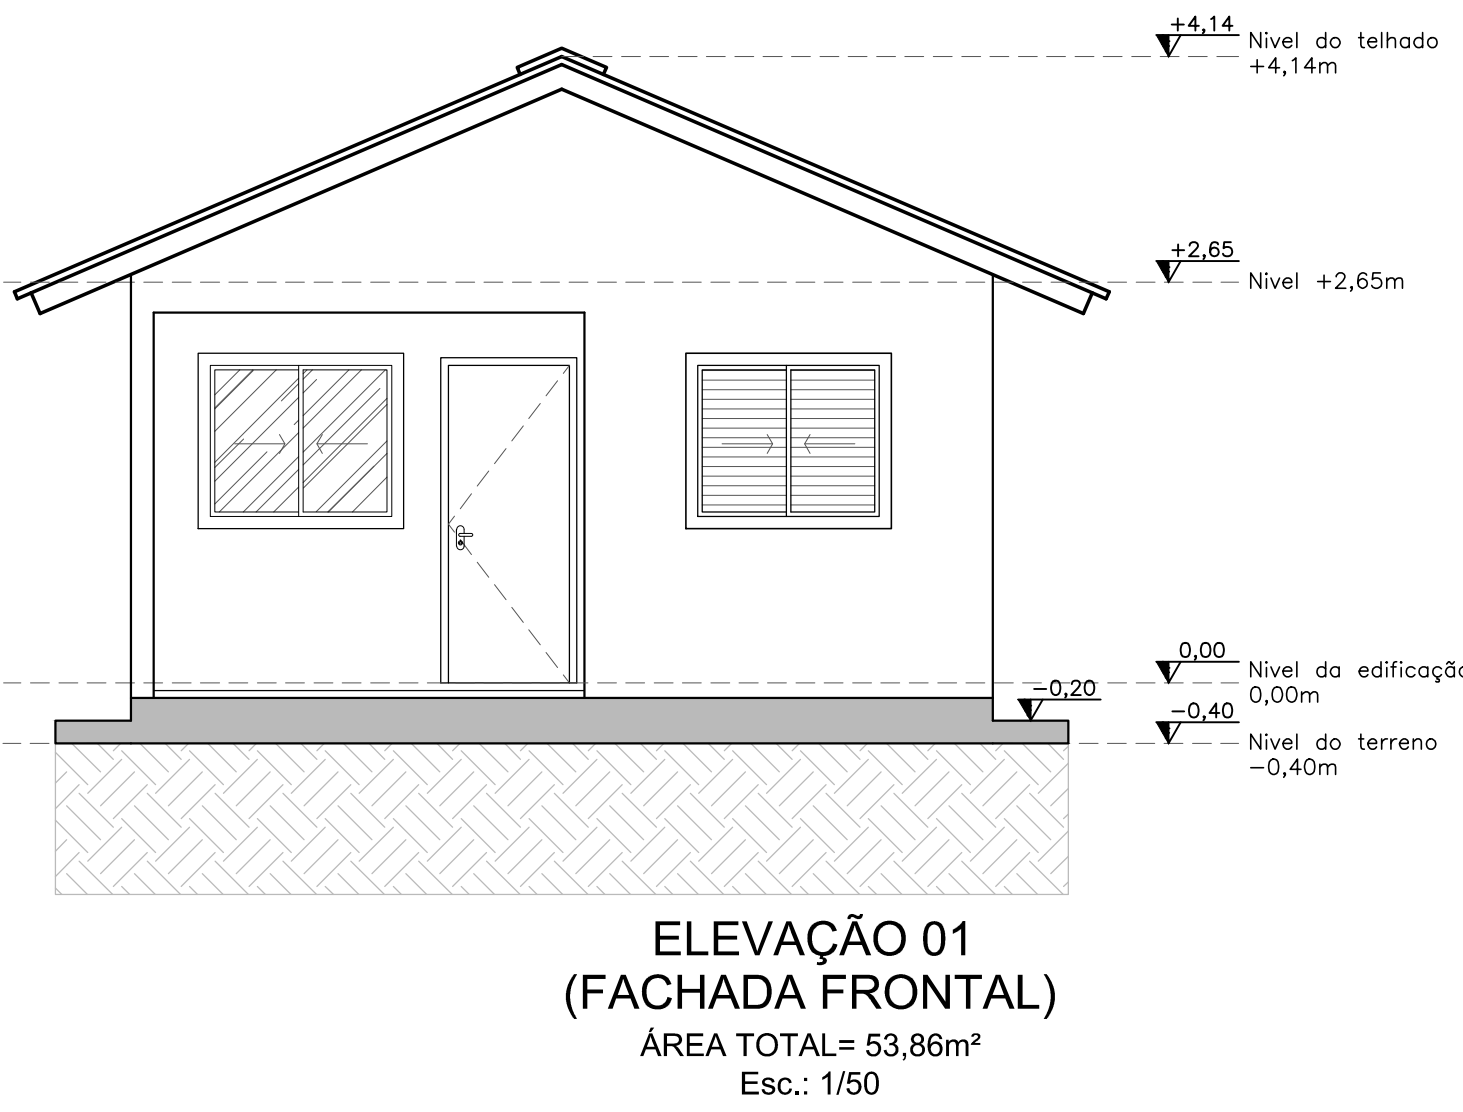 +4,14
Nivel do telhado
+4,14m
+2,65
Nivel +2,65m
0,00
Nivel da edificação
0,00m
−0,20
−0,40
Nivel do terreno
−0,40m
ELEVAÇÃO 01
(FACHADA FRONTAL)
ÁREA TOTAL= 53,86m²
Esc.: 1/50